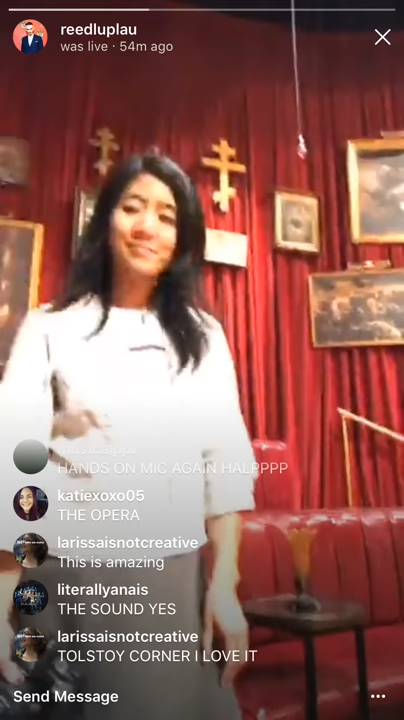 reedluplau
was live · 54m ago
HANDS ON MIC AGAIN HALPPPP
katiexoxo05
THE OPERA
larissaisnotcreative
This is amazing
literallyanais
THE SOUND YES
larissaisnotcreative
TOLSTOY CORNER I LOVE IT
Send Message